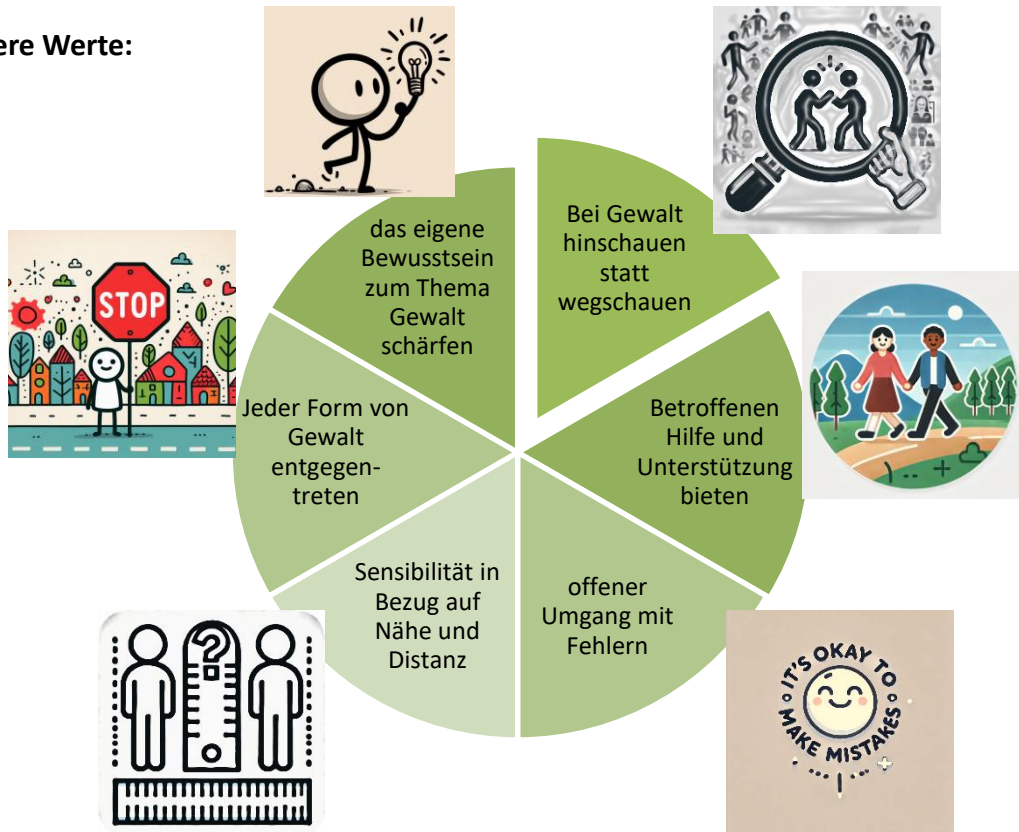 ere Werte:
das eigene
Bewusstsein
zum Thema
Gewalt
schärfen
Bei Gewalt
hinschauen
statt
wegschauen
STOP
Jeder Form von
Gewalt
entgegen-
treten
Betroffenen
Hilfe und
Unterstützung
bieten
Sensibilität in
Bezug auf
Nähe und
Distanz
?
offener
Umgang mit
Fehlern
IT'S OKAY TO
MAKE MISTAKES